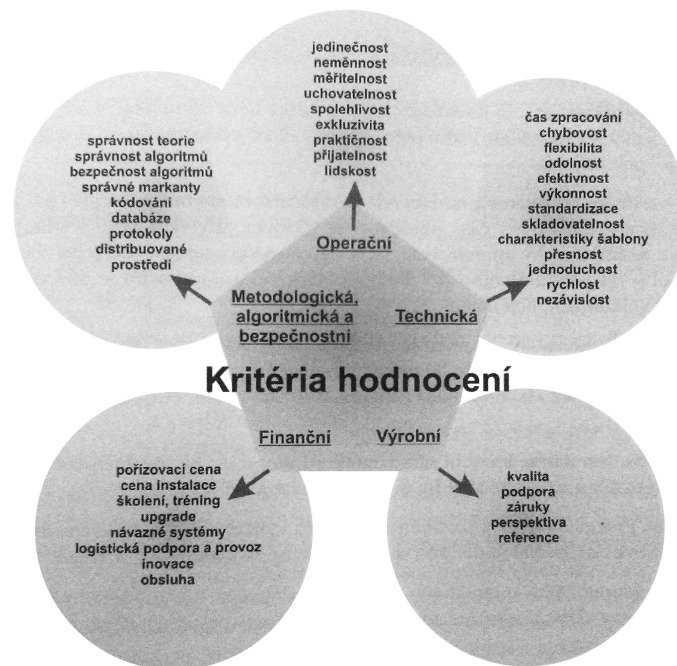 jedinečnost
neměnnost
měřitelnost
uchovatelnost
spolehlivost
exkluzivita
praktičnost
přijatelnost
lidskost
správnost teorie
správnost algoritmů
bezpečnost algoritmů
správné markanty
kódování
databáze
protokoly
distribuované
prostředí
čas zpracování
chybovost
flexibilita
odolnost
efektivnost
výkonnost
standardizace
skladovatelnost
charakteristiky šablony
přesnost
jednoduchost
rychlost
nezávislost
Operační
Metodologická,
algoritmická a
bezpečnostní
Technická
Kritéria hodnocení
Finanční
Výrobní
pořizovací cena
cena instalace
školení, tréning
upgrade
návazné systémy
logistická podpora a provoz
inovace
obsluha
kvalita
podpora
záruky
perspektiva
reference